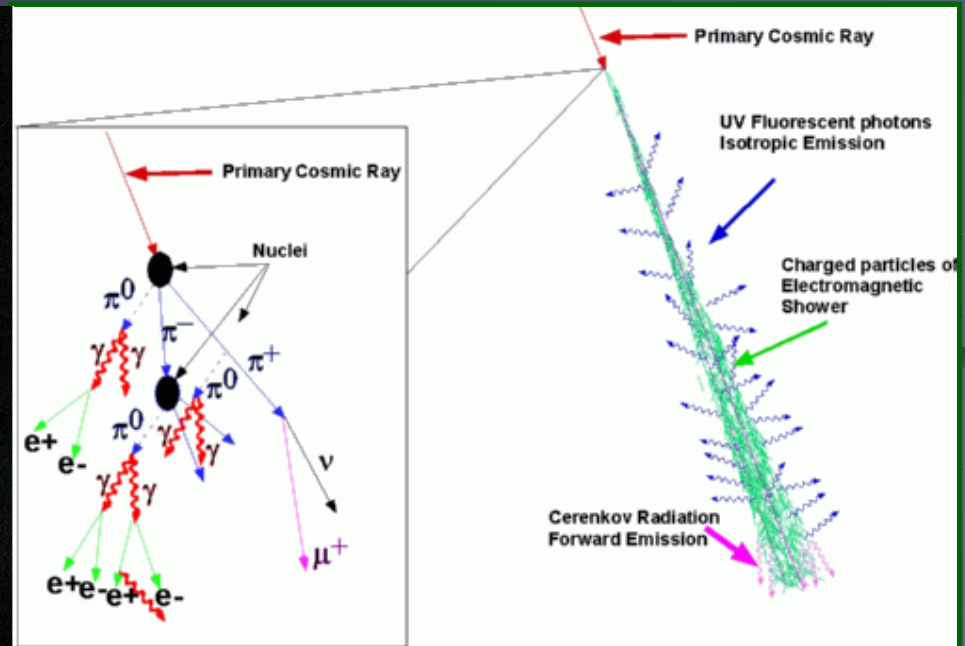 Primary Cosmic Ray
UV Fluorescent photons
Isotropic Emission
Charged particles of
Electromagnetic
Shower
Cerenkov Radiation
Forward Emission
Primary Cosmic Ray
Nuclei
π0
π−
π+
γ γ
π0
π0
γ γ
e+
e-
ν
γ γ
μ+
e+ e- e+ e-